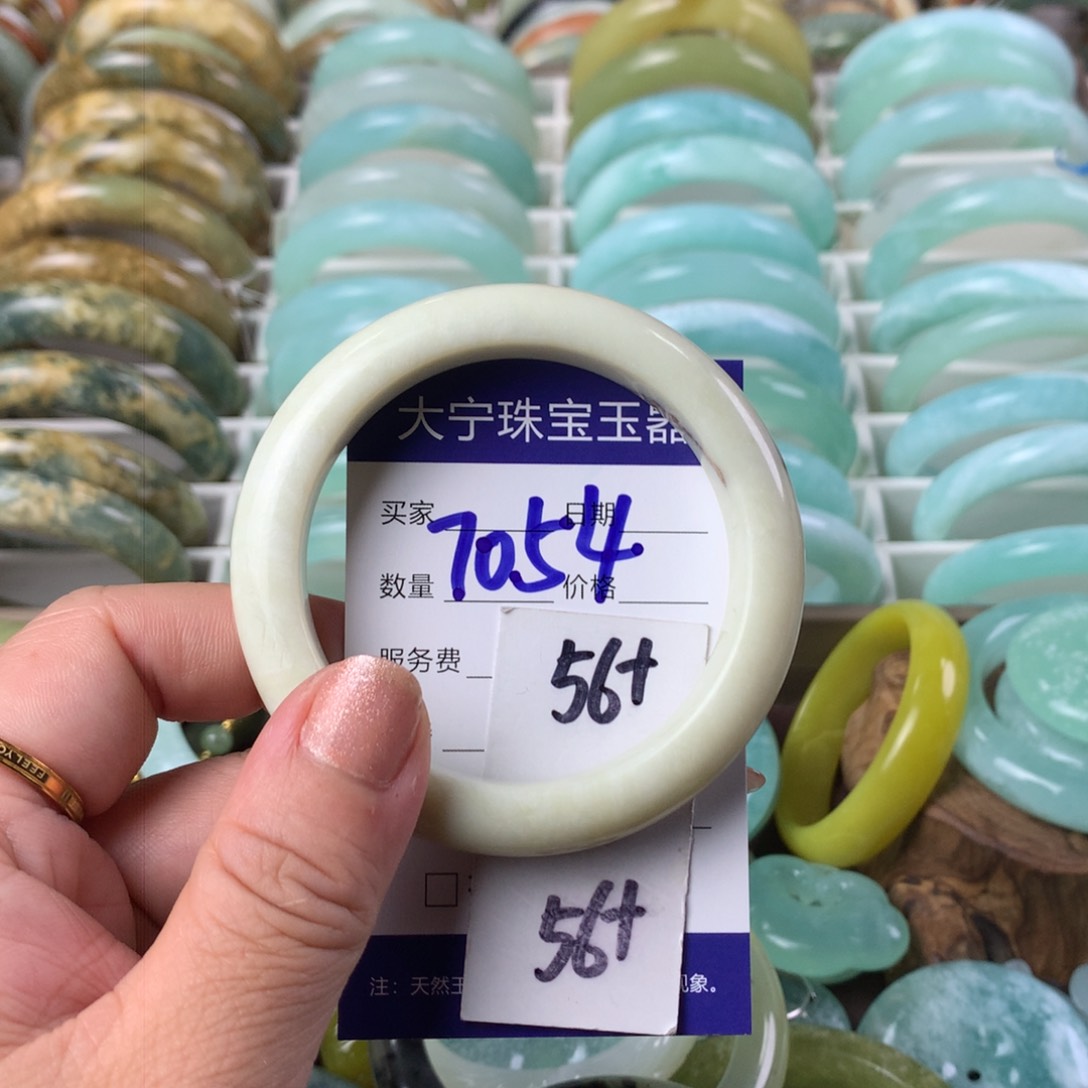 大宁珠宝玉器
买家 日期
7054
数量 价格
服务费
56+
56+
注：天然玉 现象。
FEELYO